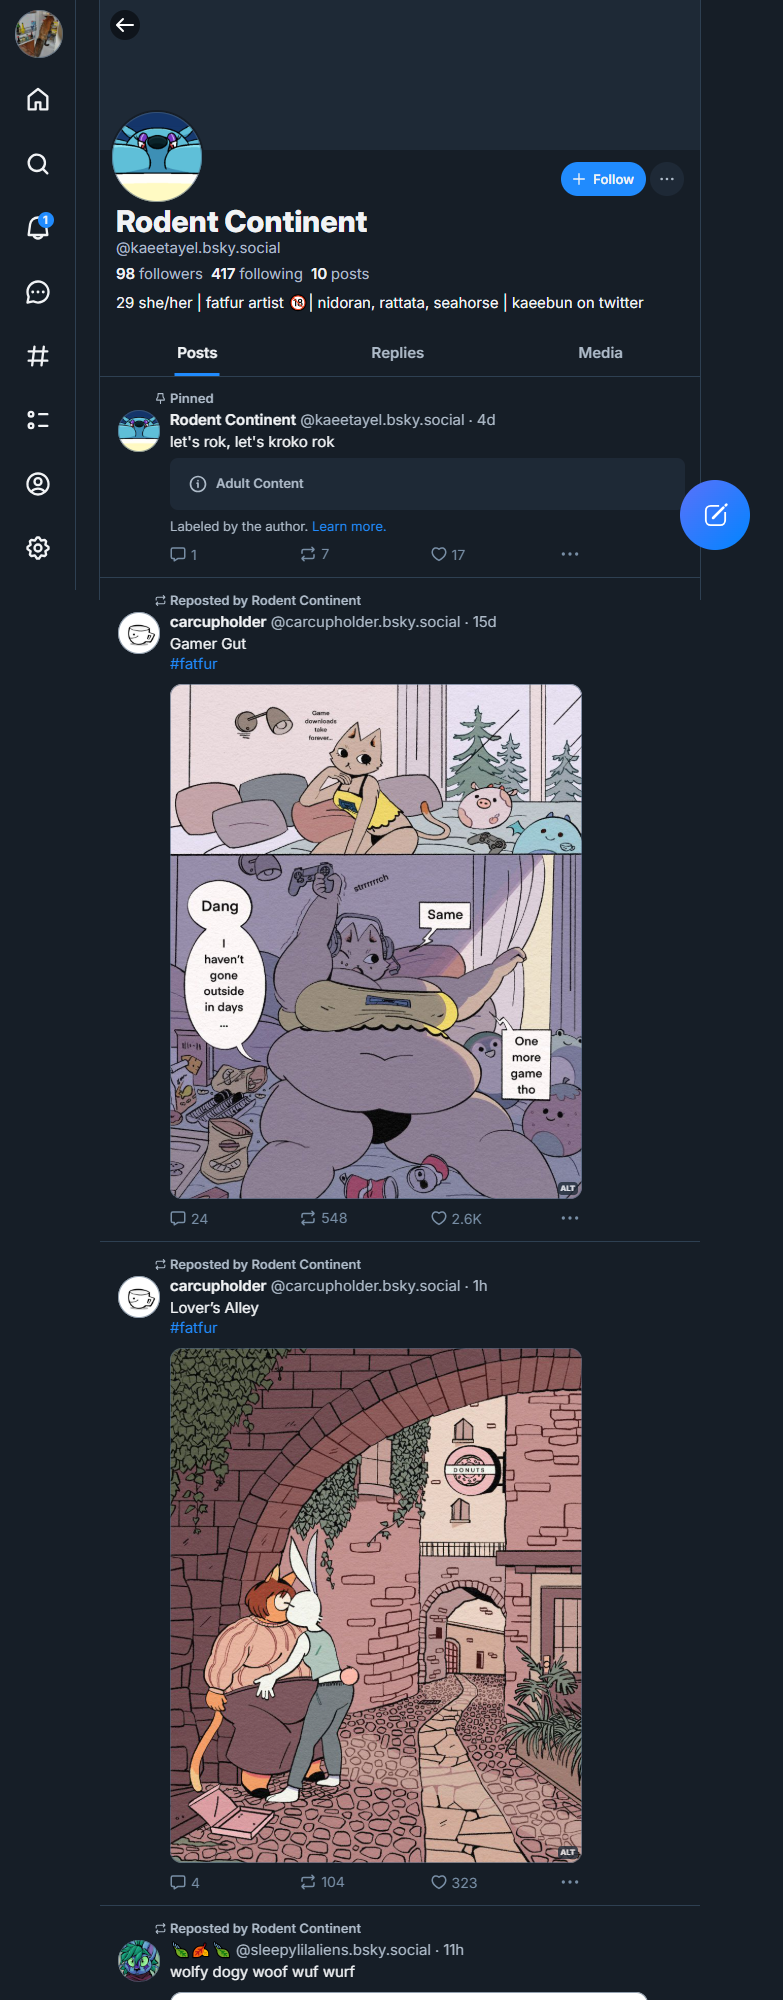 1
Follow
Rodent Continent
@kaeetayel.bsky.social
98 followers 417 following 10 posts
29 she/her | fatfur artist 🔞| nidoran, rattata, seahorse | kaeebun on twitter
Posts Replies Media
Pinned
Rodent Continent @kaeetayel.bsky.social · 4d
let's rok, let's kroko rok
Adult Content
Labeled by the author. Learn more.
1 7 17
Reposted by Rodent Continent
carcupholder @carcupholder.bsky.social · 15d
Gamer Gut
#fatfur
Game
downloads
take
forever...
strrrrrrch
Dang
I
haven't
gone
outside
in days
...
Same
One
more
game
tho
ALT
24 548 2.6K
Reposted by Rodent Continent
carcupholder @carcupholder.bsky.social · 1h
Lover's Alley
#fatfur
DONUTS
ALT
4 104 323
Reposted by Rodent Continent
@sleepylilaliens.bsky.social · 11h
wolfy dogy woof wuf wurf